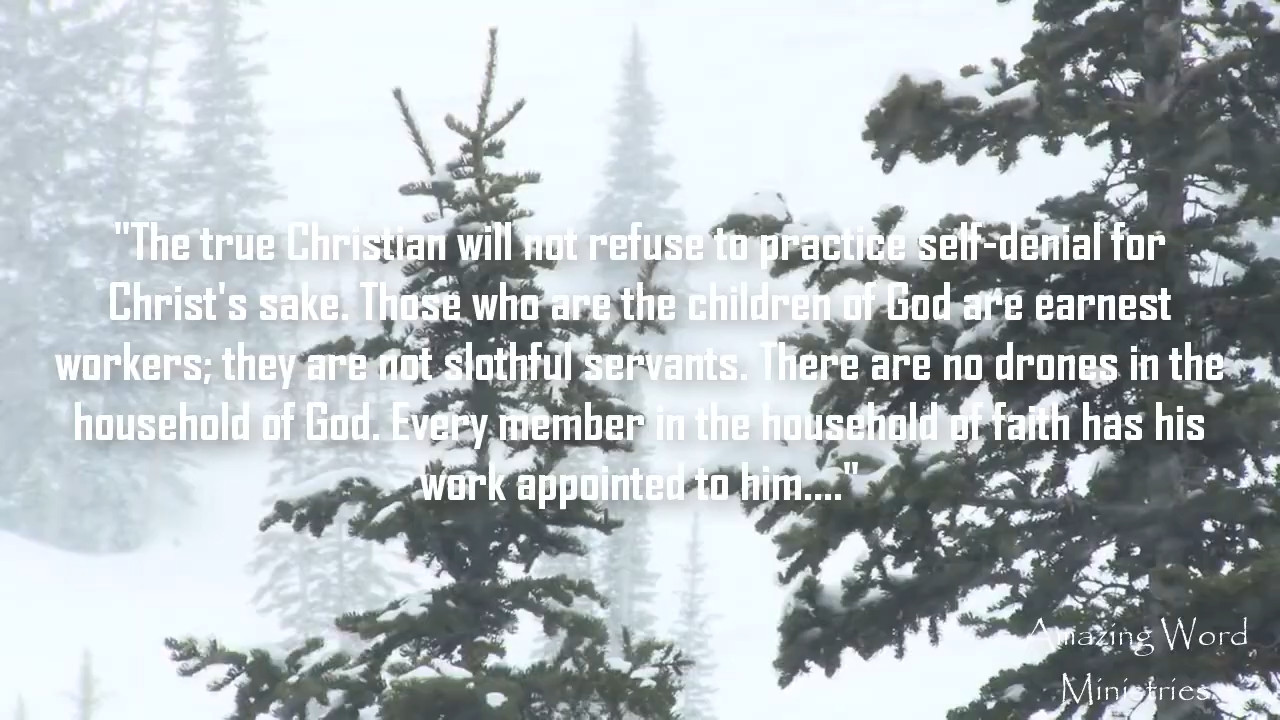 "The true Christian will not refuse to practice self-denial for
Christ's sake. Those who are the children of God are earnest
workers; they are not slothful servants. There are no drones in the
household of God. Every member in the household of faith has his
work appointed to him...."
Amazing Word
Ministries